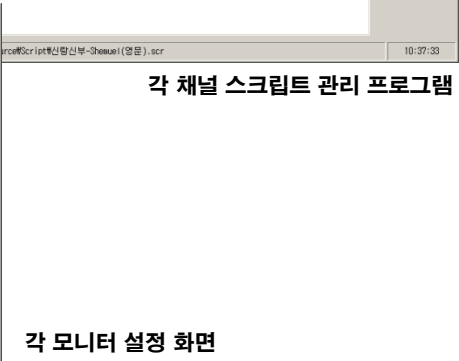 urce₩Script₩신랑신부-Shemuel(영문).scr
10:37:33
각 채널 스크립트 관리 프로그램
각 모니터 설정 화면